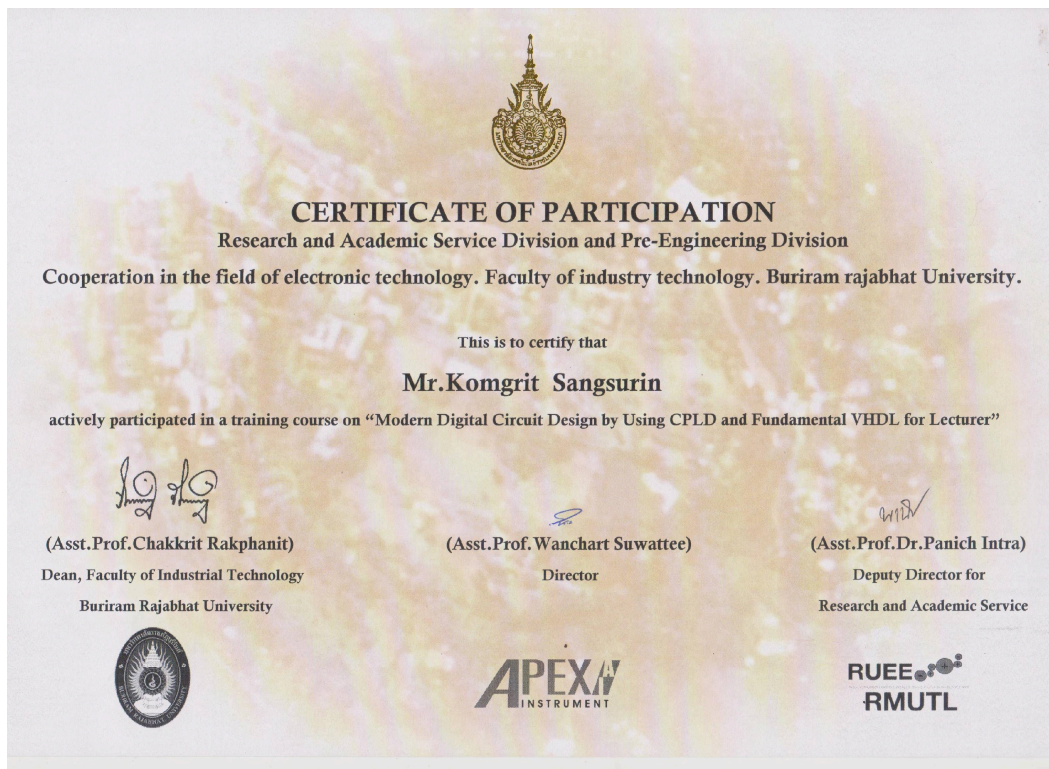 CERTIFICATE OF PARTICIPATION
Research and Academic Service Division and Pre-Engineering Division
Cooperation in the field of electronic technology. Faculty of industry technology. Buriram rajabhat University.
This is to certify that
Mr.Komgrit Sangsurin
actively participated in a training course on “Modern Digital Circuit Design by Using CPLD and Fundamental VHDL for Lecturer”
(Asst.Prof.Chakkrit Rakphanit)
Dean, Faculty of Industrial Technology
Buriram Rajabhat University
(Asst.Prof.Wanchart Suwattee)
Director
(Asst.Prof.Dr.Panich Intra)
Deputy Director for
Research and Academic Service
BURIRAM RAJABHAT UNIVERSITY
APEX
INSTRUMENT
RUEE
RMUTL